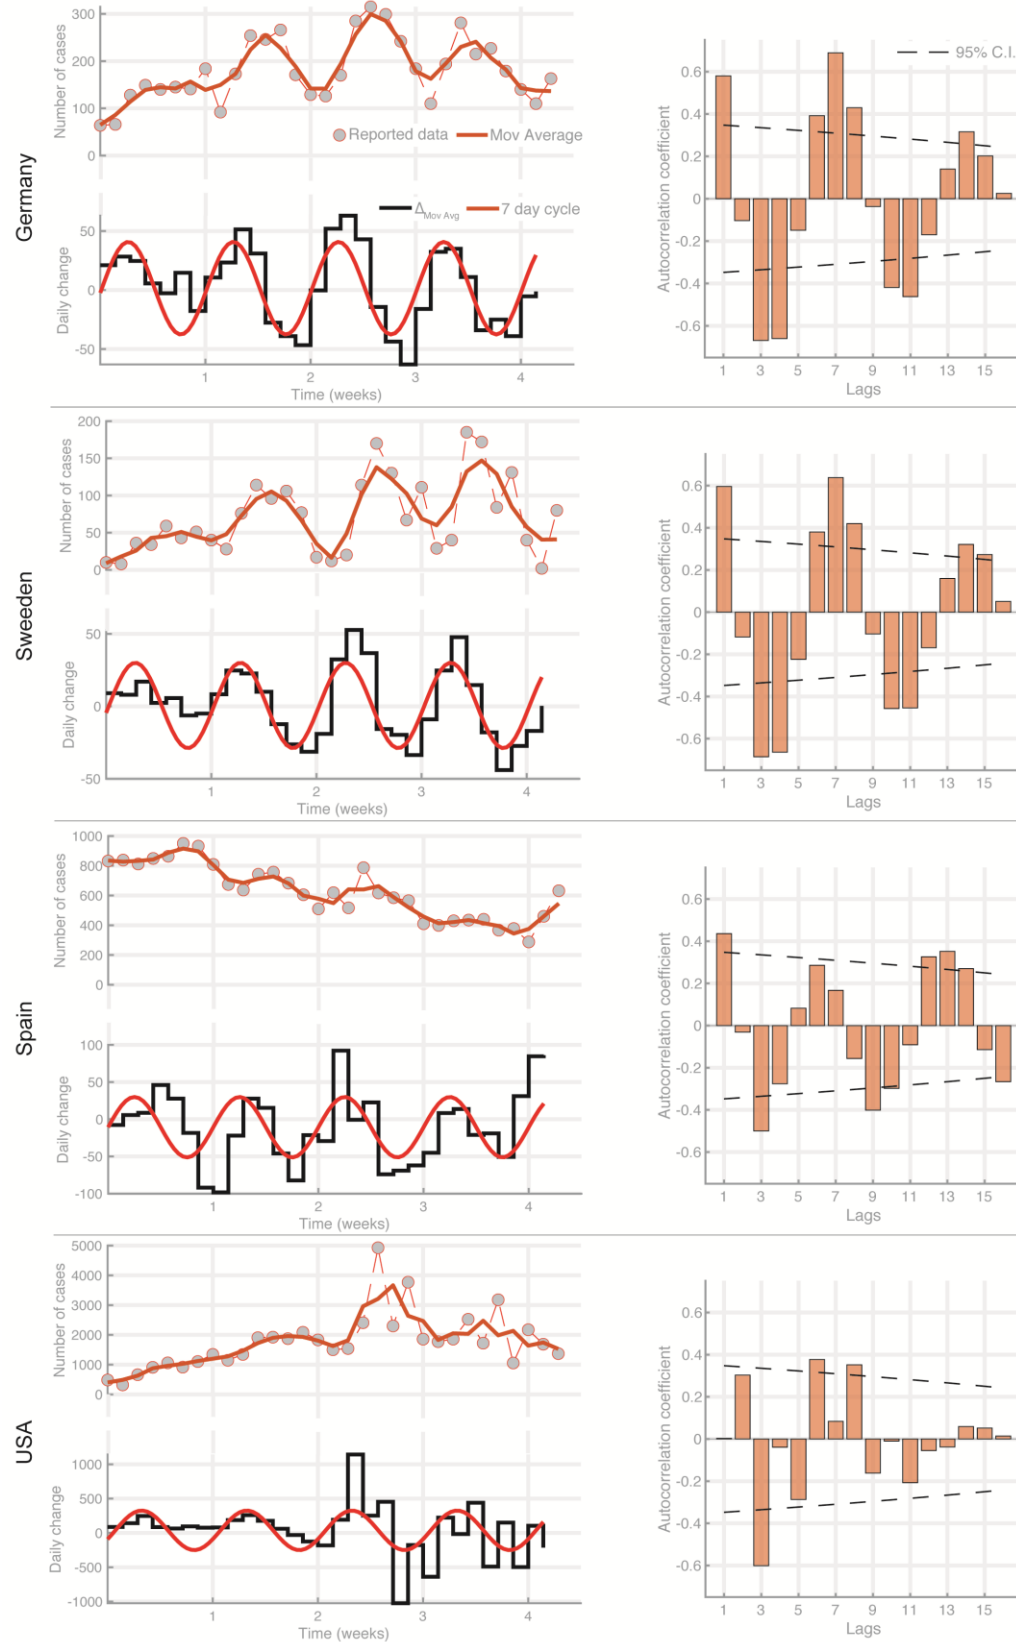 Germany
300
200
100
0
Number of cases
Reported data Mov Average
50
0
-50
Daily change
Δ Mov Avg 7 day cycle
1 2 3 4
Time (weeks)
0.6
0.4
0.2
0
-0.2
-0.4
-0.6
Autocorrelation coefficient
95% C.I.
1 3 5 7 9 11 13 15
Lags
Sweeden
200
150
100
50
0
Number of cases
50
0
-50
Daily change
1 2 3 4
Time (weeks)
0.6
0.4
0.2
0
-0.2
-0.4
-0.6
Autocorrelation coefficient
1 3 5 7 9 11 13 15
Lags
Spain
1000
800
600
400
200
0
Number of cases
100
50
0
-50
-100
Daily change
1 2 3 4
Time (weeks)
0.6
0.4
0.2
0
-0.2
-0.4
-0.6
Autocorrelation coefficient
1 3 5 7 9 11 13 15
Lags
USA
5000
4000
3000
2000
1000
0
Number of cases
1000
500
0
-500
-1000
Daily change
1 2 3 4
Time (weeks)
0.6
0.4
0.2
0
-0.2
-0.4
-0.6
Autocorrelation coefficient
1 3 5 7 9 11 13 15
Lags